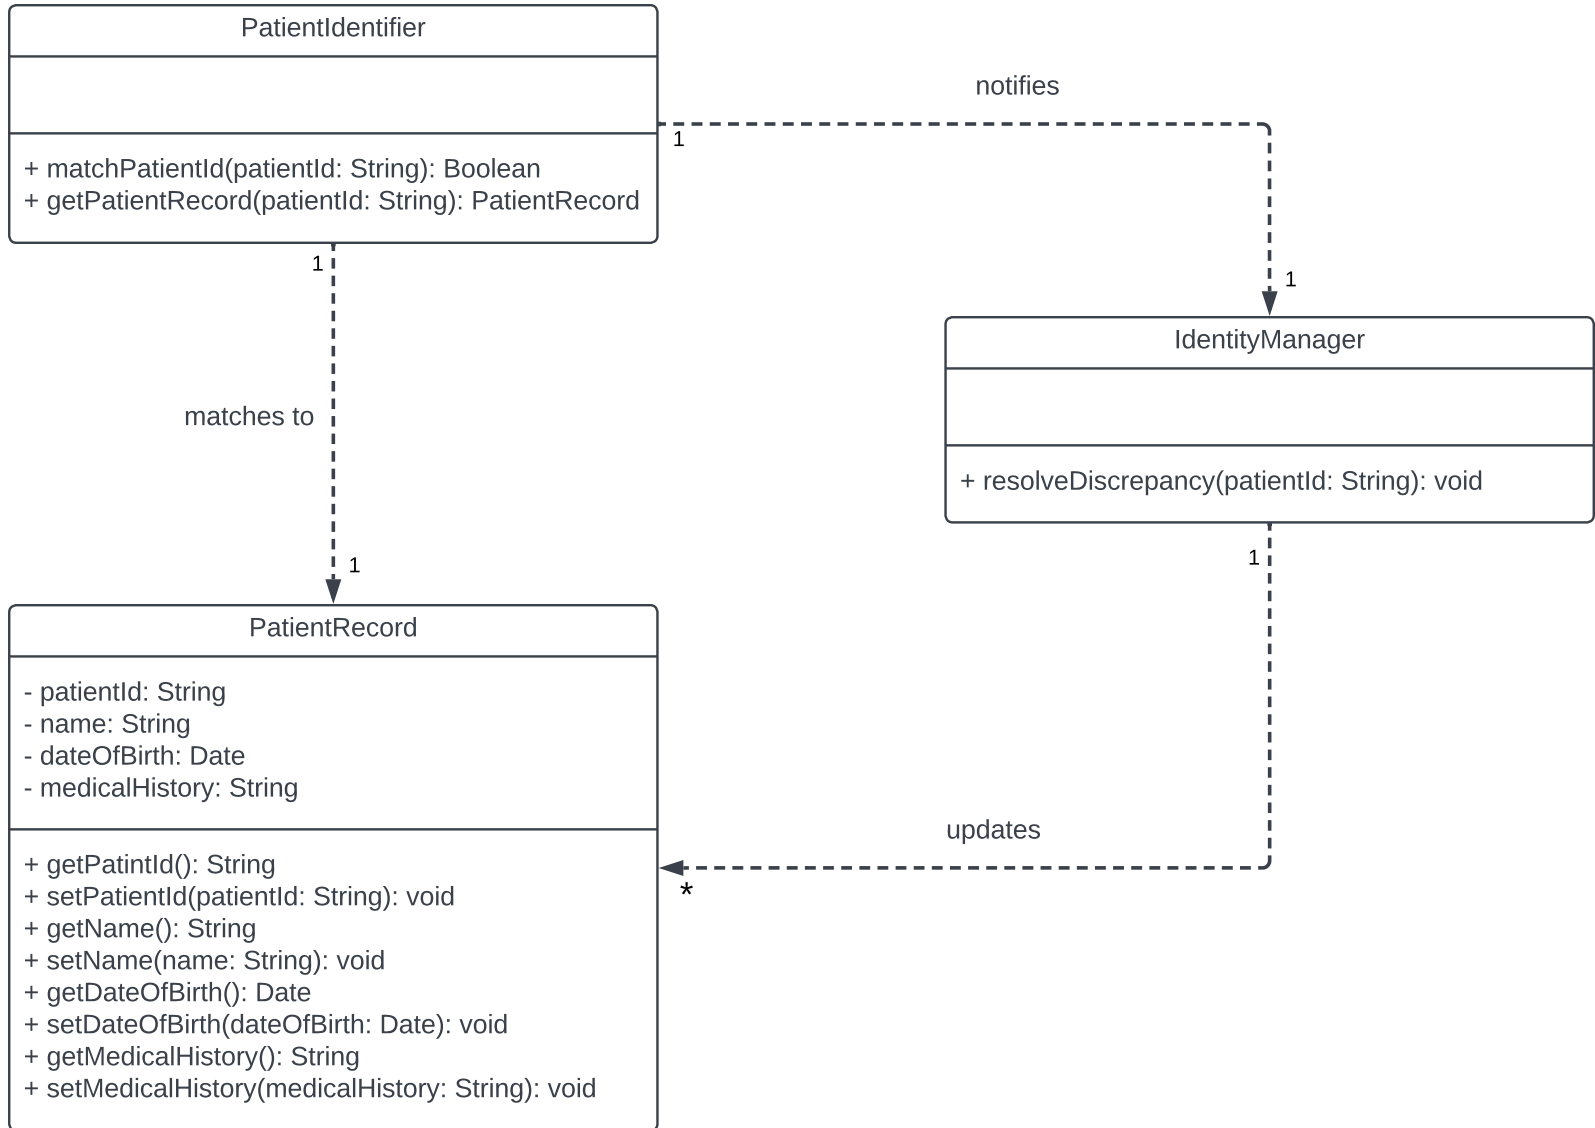 PatientIdentifier
+ matchPatientId(patientId: String): Boolean
+ getPatientRecord(patientId: String): PatientRecord
notifies
1
1
1
matches to
1
IdentityManager
+ resolveDiscrepancy(patientId: String): void
1
updates
*
PatientRecord
- patientId: String
- name: String
- dateOfBirth: Date
- medicalHistory: String
+ getPatintId(): String
+ setPatientId(patientId: String): void
+ getName(): String
+ setName(name: String): void
+ getDateOfBirth(): Date
+ setDateOfBirth(dateOfBirth: Date): void
+ getMedicalHistory(): String
+ setMedicalHistory(medicalHistory: String): void